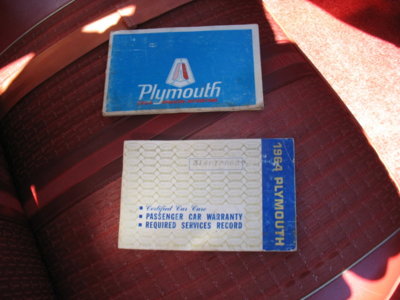 Plymouth
1964 PLYMOUTH
Certified Car Care
PASSENGER CAR WARRANTY
REQUIRED SERVICES RECORD